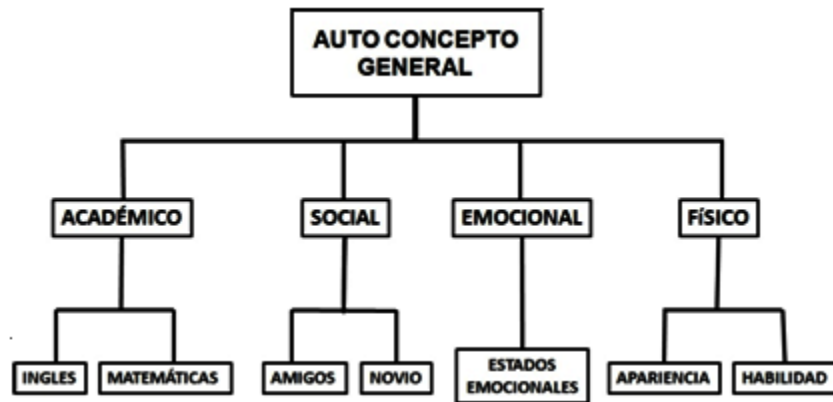 AUTO CONCEPTO
GENERAL
ACADÉMICO
SOCIAL
EMOCIONAL
FíSICO
INGLES
MATEMÁTICAS
AMIGOS
NOVIO
ESTADOS
EMOCIONALES
APARIENCIA
HABILIDAD